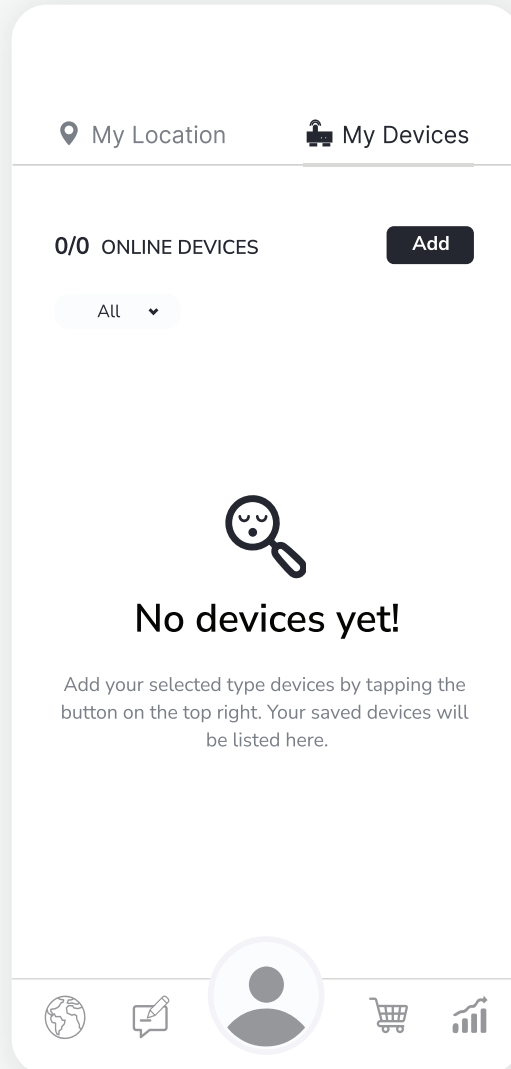 My Location
My Devices
0/0 ONLINE DEVICES
Add
All
No devices yet!
Add your selected type devices by tapping the
button on the top right. Your saved devices will
be listed here.